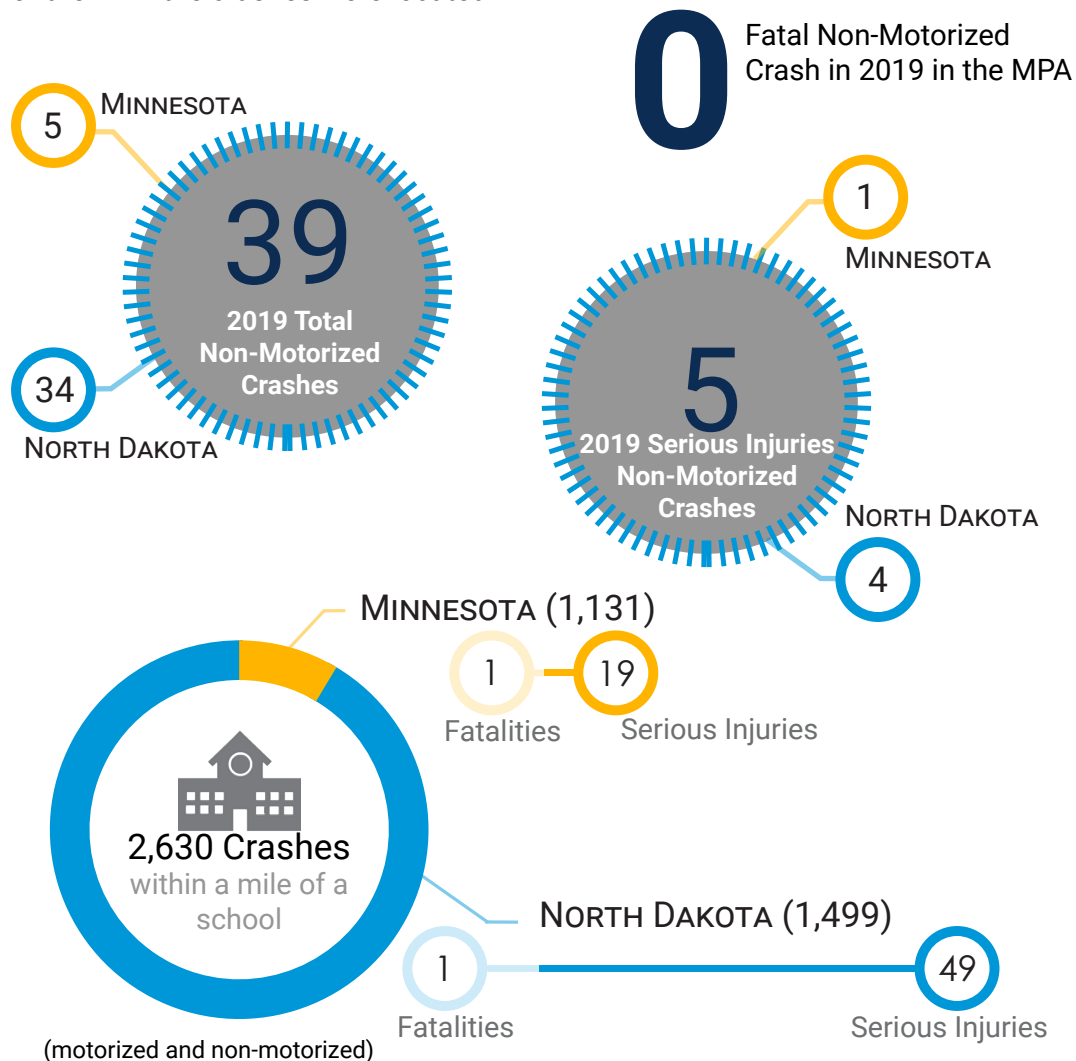 0
Fatal Non-Motorized
Crash in 2019 in the MPA
5
MINNESOTA
39
2019 Total
Non-Motorized
Crashes
34
NORTH DAKOTA
1
MINNESOTA
5
2019 Serious Injuries
Non-Motorized
Crashes
NORTH DAKOTA
4
MINNESOTA (1,131)
1
19
Fatalities
Serious Injuries
2,630 Crashes
within a mile of a
school
NORTH DAKOTA (1,499)
1
49
Fatalities
Serious Injuries
(motorized and non-motorized)